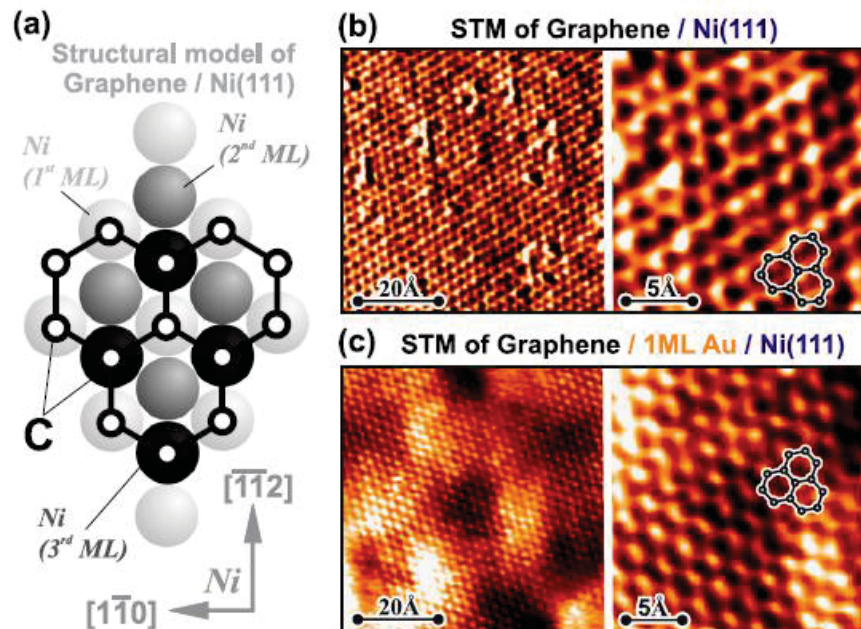 (a)
Structural model of
Graphene / Ni(111)
Ni
(2nd ML)
Ni
(1st ML)
C
Ni
(3rd ML)
[1̅1̅2]
Ni
[11̅0]
(b) STM of Graphene / Ni(111)
20Å
5Å
(c) STM of Graphene / 1ML Au / Ni(111)
20Å
5Å